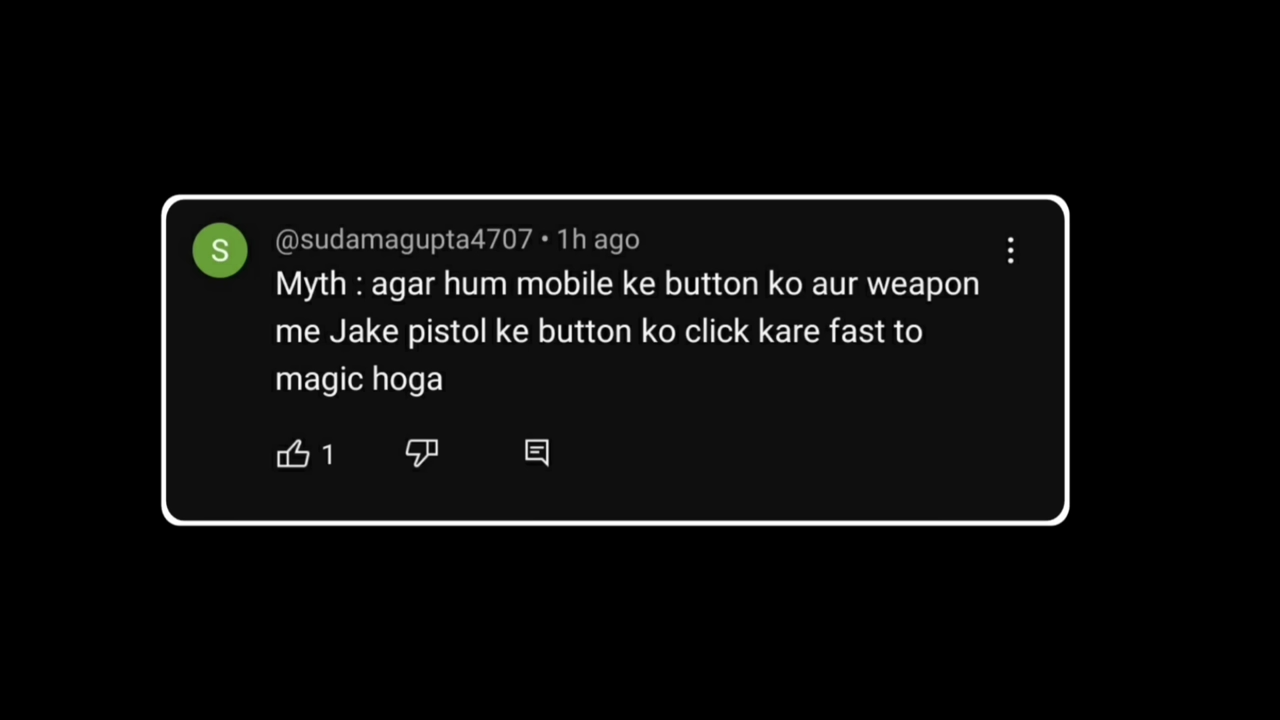 S
@sudamagupta4707 • 1h ago
Myth : agar hum mobile ke button ko aur weapon
me Jake pistol ke button ko click kare fast to
magic hoga
1